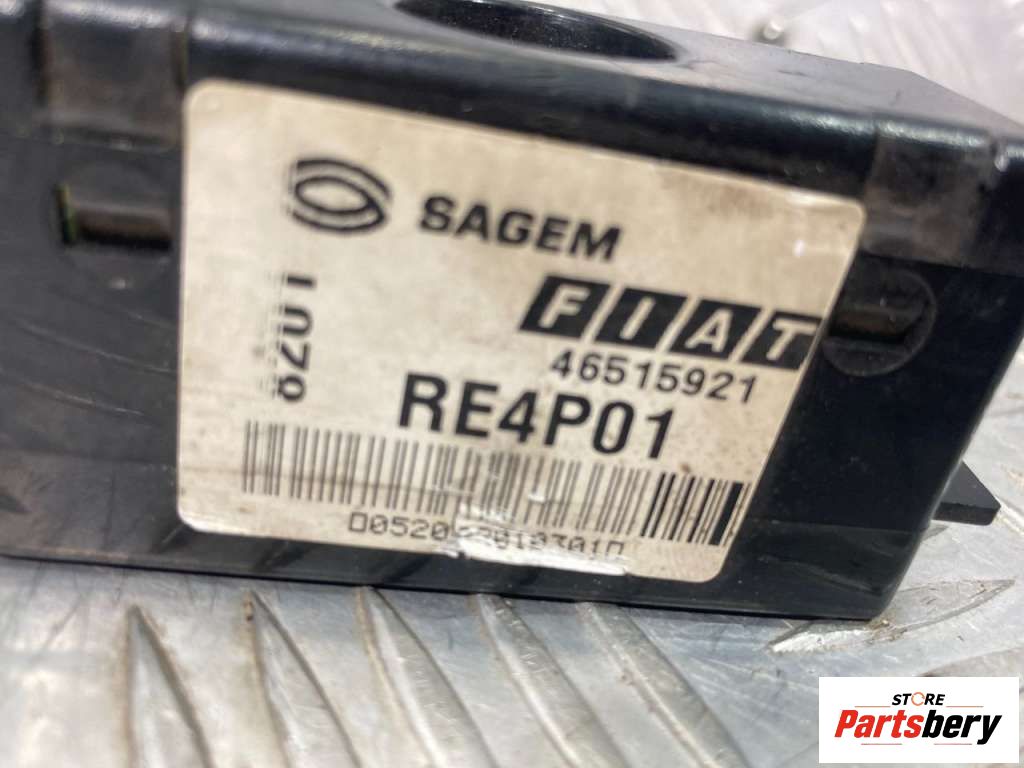 SAGEM
FIAT
46515921
RE4P01
STORE
Partsbery